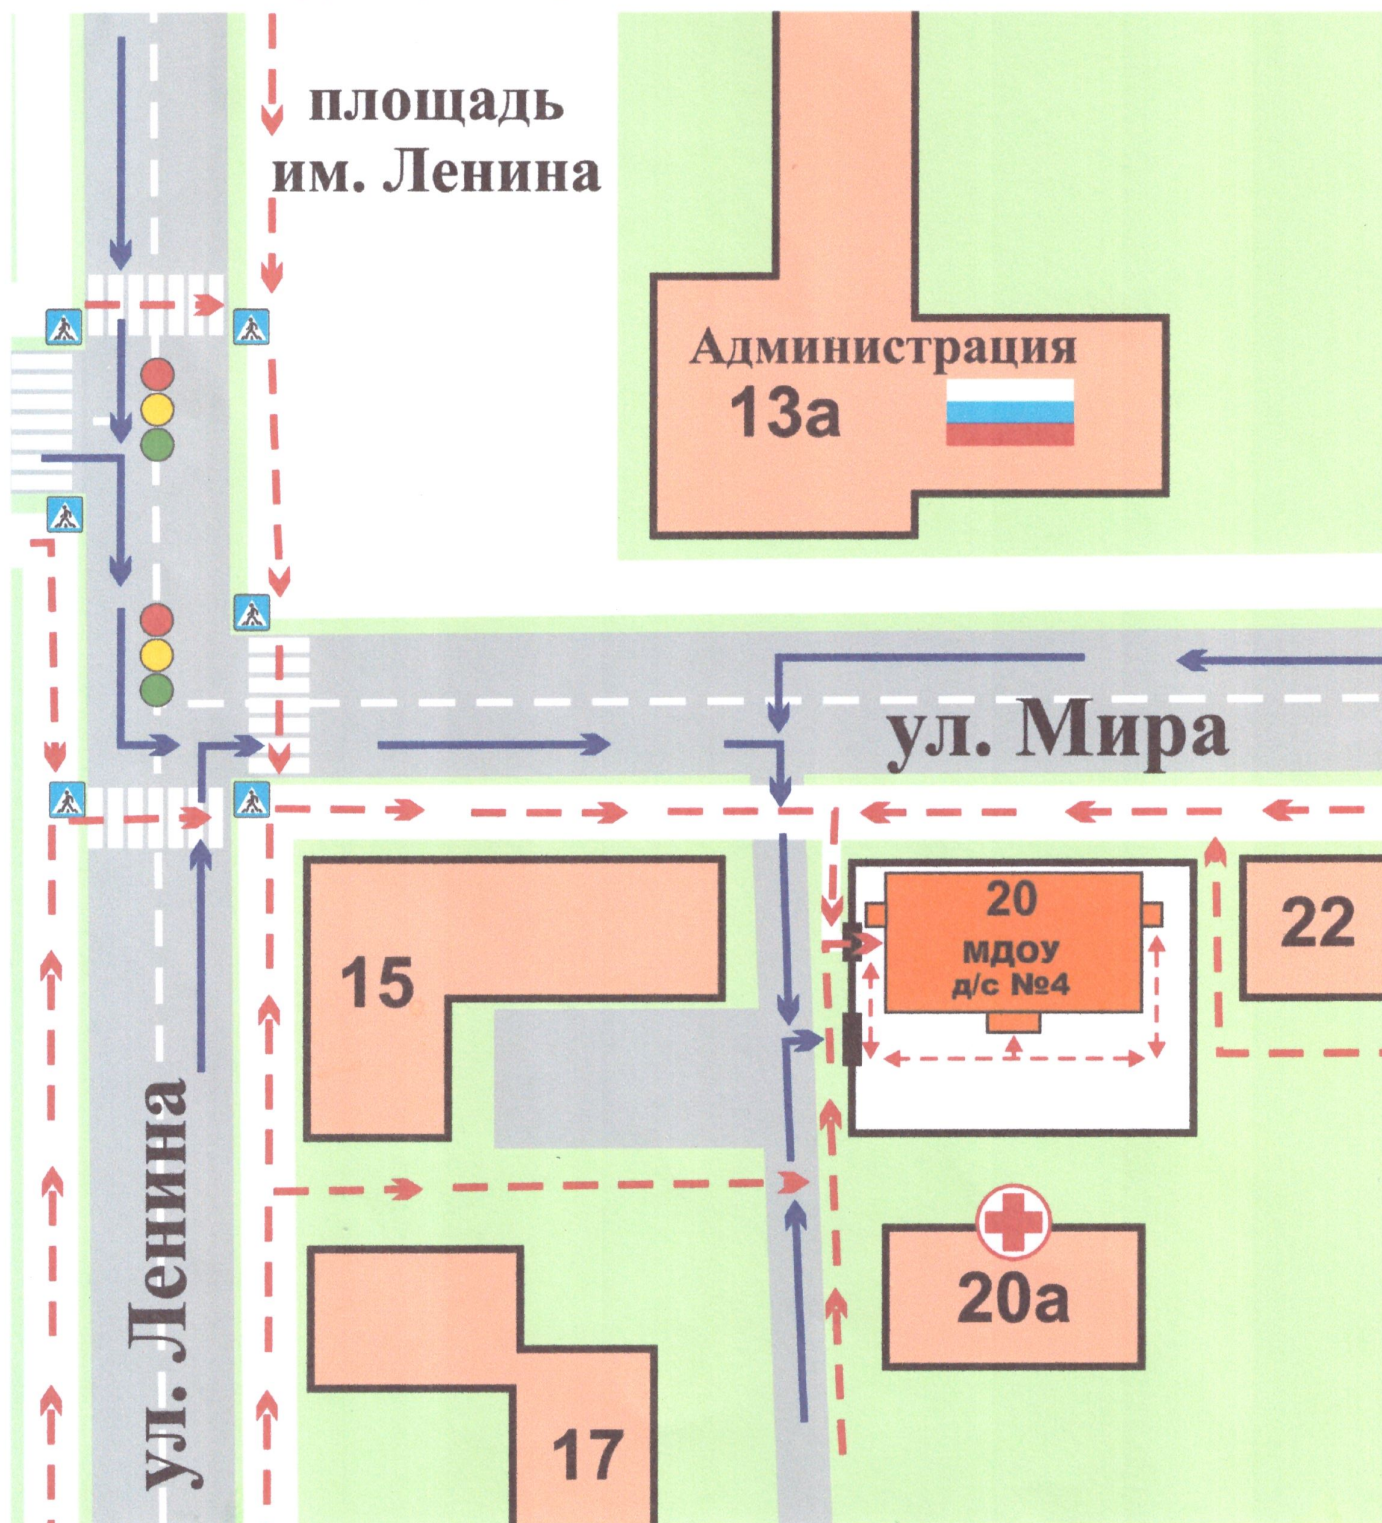 площадь
им. Ленина
Администрация
13а
ул. Мира
20
МДОУ
д/с №4
22
15
ул. Ленина
20а
17